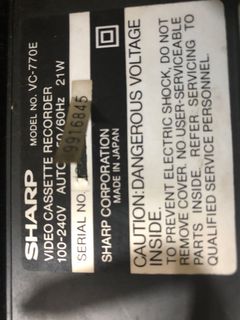 SHARP
MODEL NO. VC-770E
VIDEO CASSETTE RECORDER
100-240V AUTO 50/60Hz 21W
SERIAL NO. 9916845
SHARP CORPORATION
MADE IN JAPAN
CAUTION:DANGEROUS VOLTAGE
INSIDE.
TO PREVENT ELECTRIC SHOCK, DO NOT
REMOVE COVER NO USER-SERVICEABLE
PARTS INSIDE. REFER SERVICING TO
QUALIFIED SERVICE PERSONNEL.